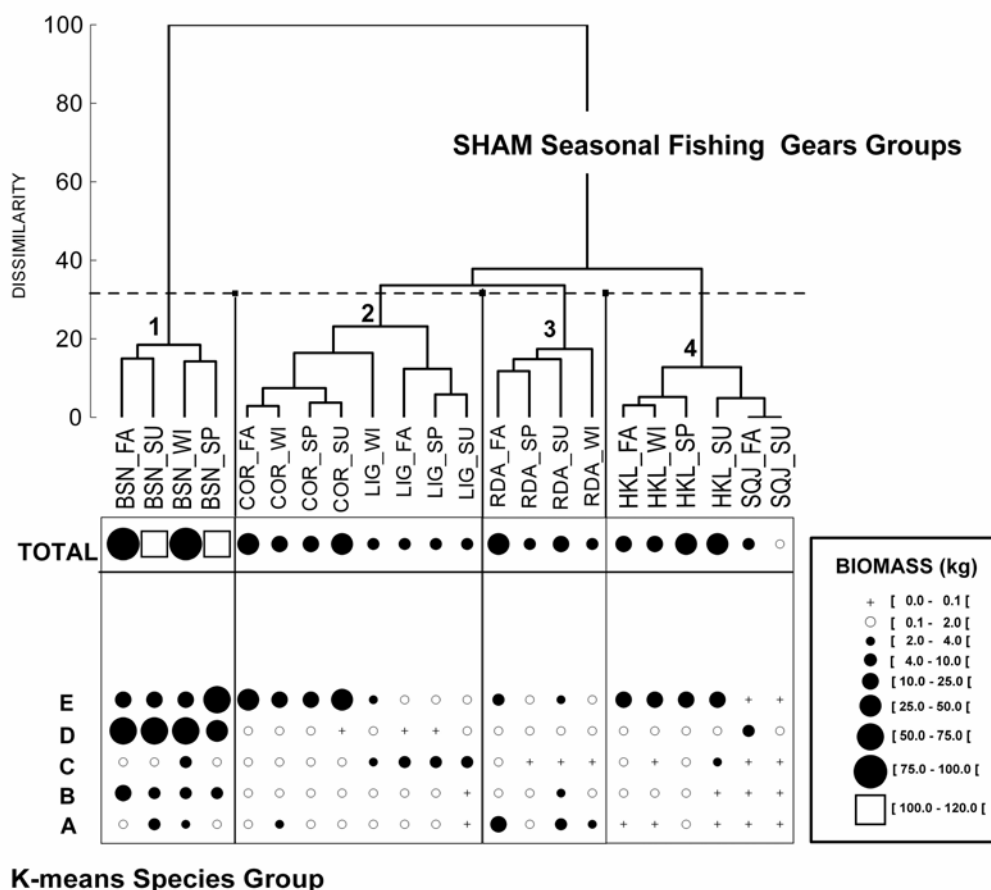 100
80
SHAM Seasonal Fishing Gears Groups
60
DISSIMILARITY
40
1 2 3 4
20
0
BSN_FA BSN_SU BSN_WI BSN_SP COR_FA COR_WI COR_SP COR_SU LIG_WI LIG_FA LIG_SP LIG_SU RDA_FA RDA_SP RDA_SU RDA_WI HKL_FA HKL_WI HKL_SP HKL_SU SQJ_FA SQJ_SU
TOTAL
BIOMASS (kg)
[ 0.0 - 0.1 [
[ 0.1 - 2.0 [
[ 2.0 - 4.0 [
[ 4.0 - 10.0 [
[ 10.0 - 25.0 [
[ 25.0 - 50.0 [
[ 50.0 - 75.0 [
[ 75.0 - 100.0 [
[ 100.0 - 120.0 [
E
D
C
B
A
K-means Species Group